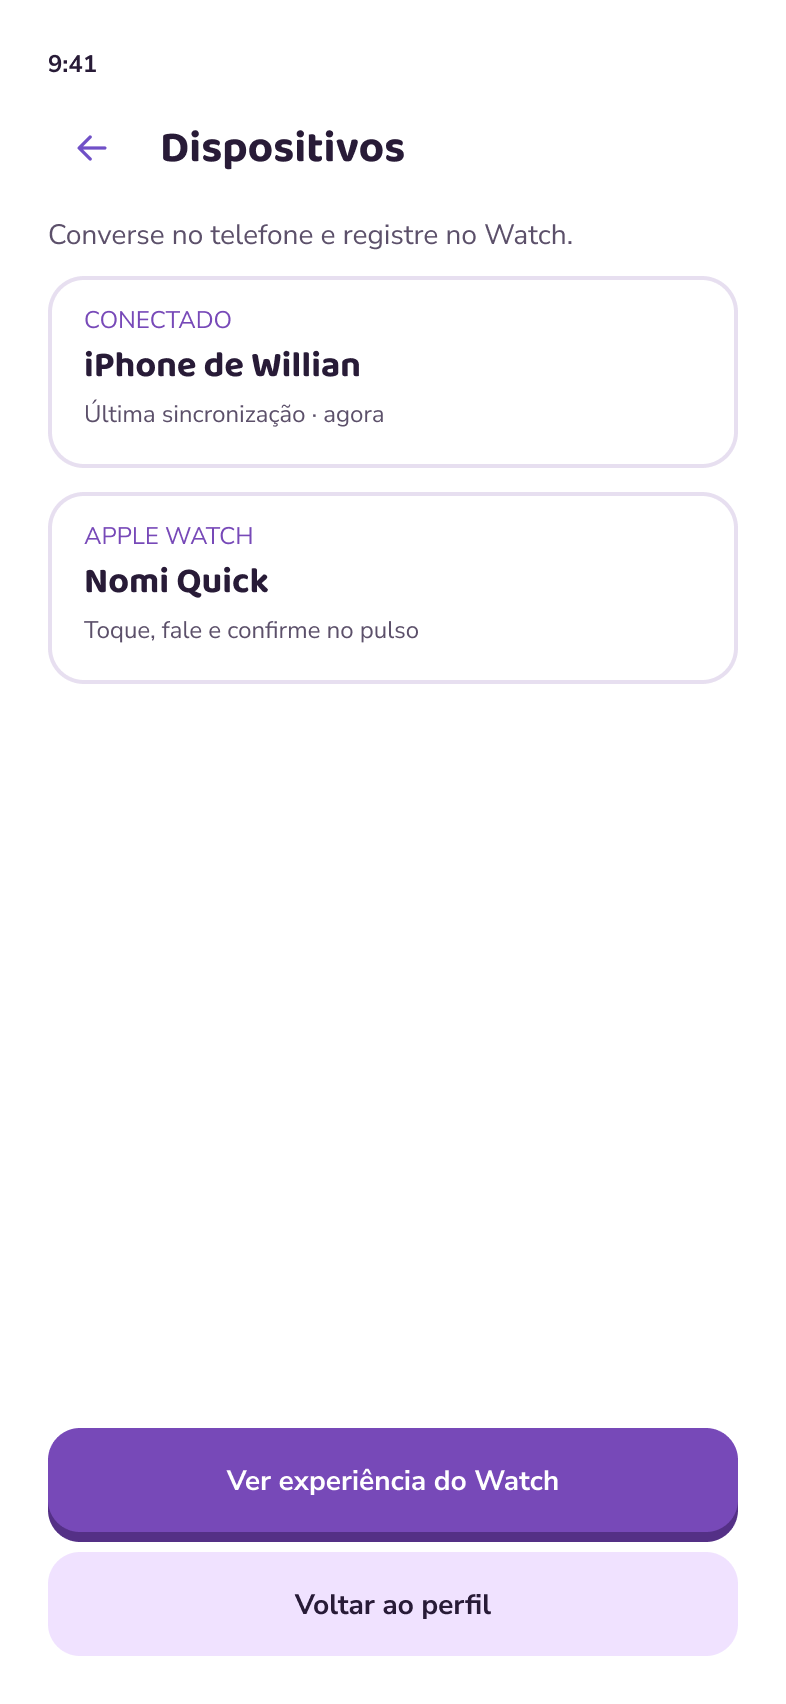 9:41
Dispositivos
Converse no telefone e registre no Watch.
CONECTADO
iPhone de Willian
Última sincronização · agora
APPLE WATCH
Nomi Quick
Toque, fale e confirme no pulso
Ver experiência do Watch
Voltar ao perfil